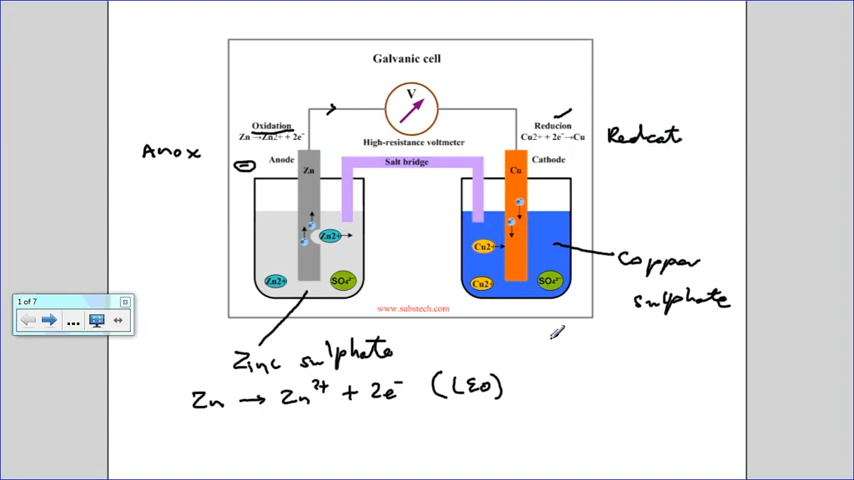 Galvanic cell
V
Oxidation
Zn→Zn2+ + 2e⁻
Reducion
Cu2+ + 2e⁻→Cu
High-resistance voltmeter
Anox
Redcat
Anode
Cathode
−
Zn
Salt bridge
Cu
e⁻
e⁻
e⁻
e⁻
Zn2+
Cu2+
Zn2+
SO₄²⁻
Cu2+
SO₄²⁻
www.substech.com
Copper
sulphate
1 of 7
...
Zinc sulphate
Zn → Zn²⁺ + 2e⁻ (LEO)